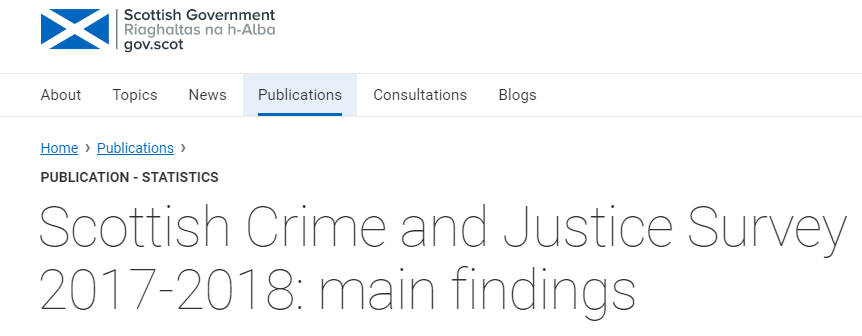 Scottish Government
Riaghaltas na h-Alba
gov.scot
About Topics News Publications Consultations Blogs
Home › Publications ›
PUBLICATION - STATISTICS
Scottish Crime and Justice Survey
2017-2018: main findings